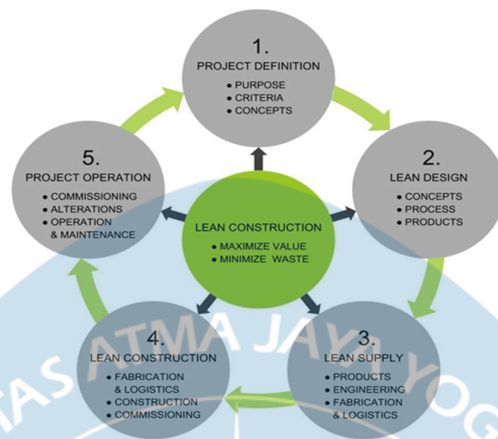 1.
PROJECT DEFINITION
● PURPOSE
● CRITERIA
● CONCEPTS
2.
LEAN DESIGN
● CONCEPTS
● PROCESS
● PRODUCTS
3.
LEAN SUPPLY
● PRODUCTS
● ENGINEERING
● FABRICATION
& LOGISTICS
4.
LEAN CONSTRUCTION
● FABRICATION
& LOGISTICS
● CONSTRUCTION
● COMMISSIONING
5.
PROJECT OPERATION
● COMMISSIONING
● ALTERATIONS
● OPERATION
& MAINTENANCE
LEAN CONSTRUCTION
● MAXIMIZE VALUE
● MINIMIZE WASTE
TAS ATMA JAYA YOG